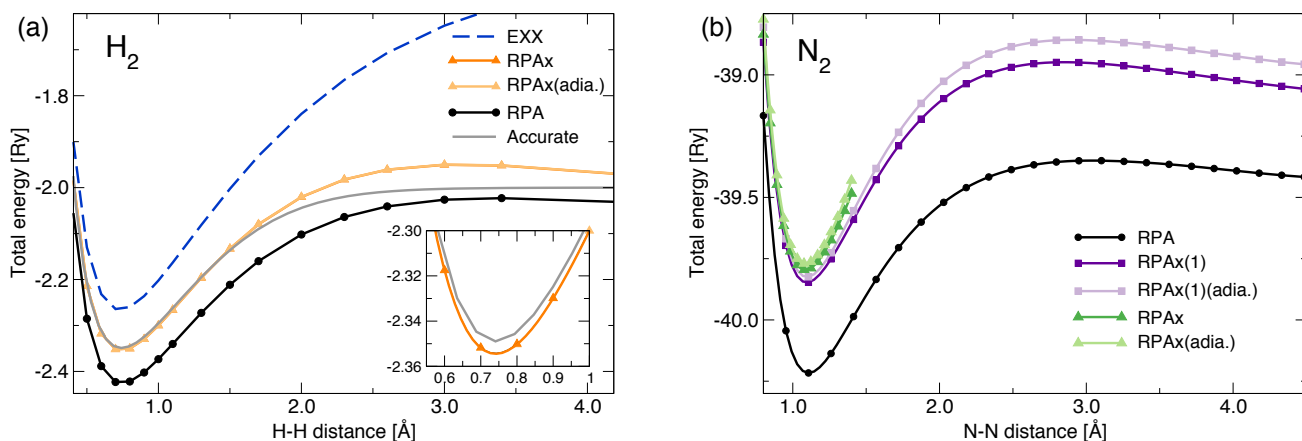 (a)
H2
EXX
RPAx
RPAx(adia.)
RPA
Accurate
Total energy [Ry]
-1.8
-2.0
-2.2
-2.4
1.0 2.0 3.0 4.0
H-H distance [Å]
-2.30
-2.32
-2.34
-2.36
0.6 0.7 0.8 0.9 1
(b)
N2
Total energy [Ry]
-39.0
-39.5
-40.0
RPA
RPAx(1)
RPAx(1)(adia.)
RPAx
RPAx(adia.)
1.0 2.0 3.0 4.0
N-N distance [Å]